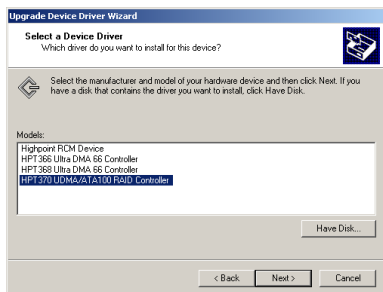 Upgrade Device Driver Wizard
Select a Device Driver
Which driver do you want to install for this device?
Select the manufacturer and model of your hardware device and then click Next. If you
have a disk that contains the driver you want to install, click Have Disk.
Models:
Highpoint RCM Device
HPT366 Ultra DMA 66 Controller
HPT368 Ultra DMA 66 Controller
HPT370 UDMA/ATA100 RAID Controller
Have Disk...
< Back
Next >
Cancel